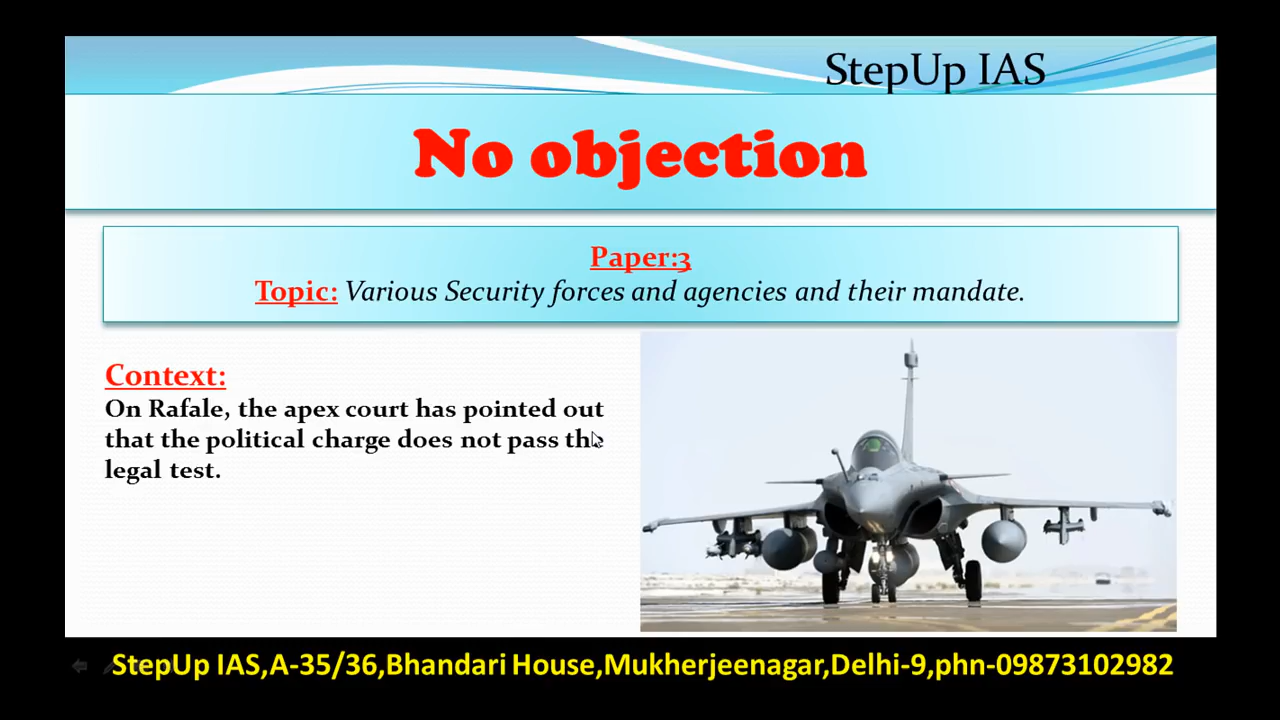 StepUp IAS
No objection
Paper:3
Topic: Various Security forces and agencies and their mandate.
Context:
On Rafale, the apex court has pointed out
that the political charge does not pass the
legal test.
StepUp IAS,A-35/36,Bhandari House,Mukherjeenagar,Delhi-9,phn-09873102982